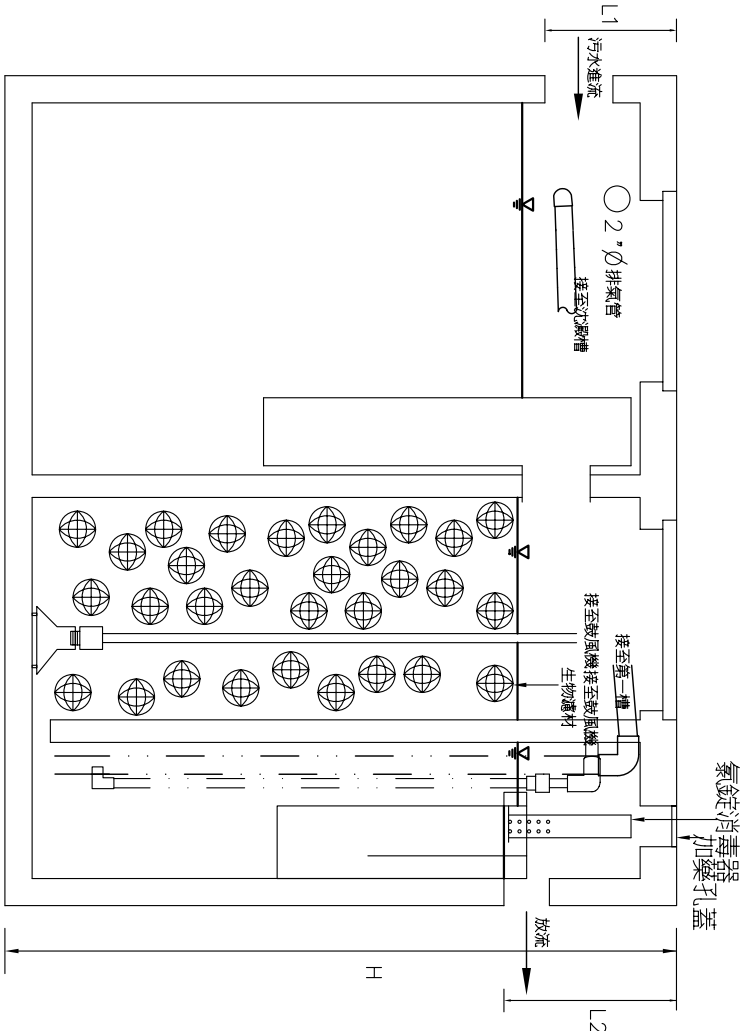 L1
污水進流
2"Ø排氣管
接至沈澱槽
接至第一槽
接至鼓風機接至鼓風機
生物濾材
氯錠消毒器
加藥孔蓋
放流
H
L2